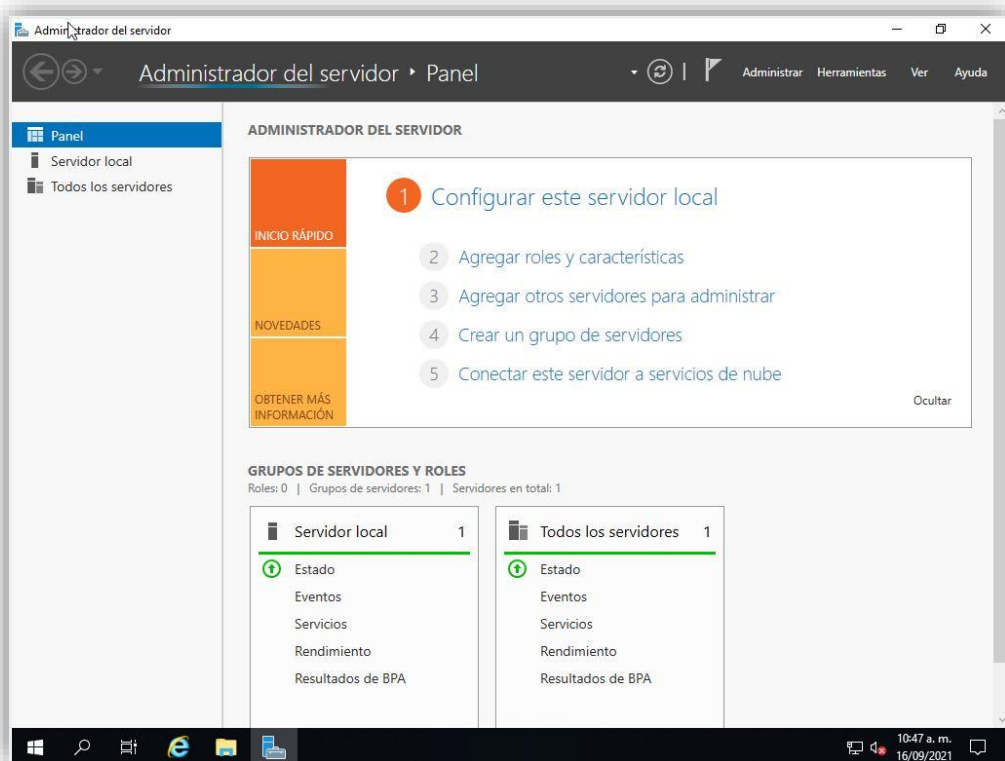 Administrador del servidor
Administrador del servidor ‣ Panel
Administrar Herramientas Ver Ayuda
Panel
Servidor local
Todos los servidores
ADMINISTRADOR DEL SERVIDOR
INICIO RÁPIDO
NOVEDADES
OBTENER MÁS
INFORMACIÓN
1 Configurar este servidor local
2 Agregar roles y características
3 Agregar otros servidores para administrar
4 Crear un grupo de servidores
5 Conectar este servidor a servicios de nube
Ocultar
GRUPOS DE SERVIDORES Y ROLES
Roles: 0 | Grupos de servidores: 1 | Servidores en total: 1
Servidor local 1
Estado
Eventos
Servicios
Rendimiento
Resultados de BPA
Todos los servidores 1
Estado
Eventos
Servicios
Rendimiento
Resultados de BPA
10:47 a. m.
16/09/2021